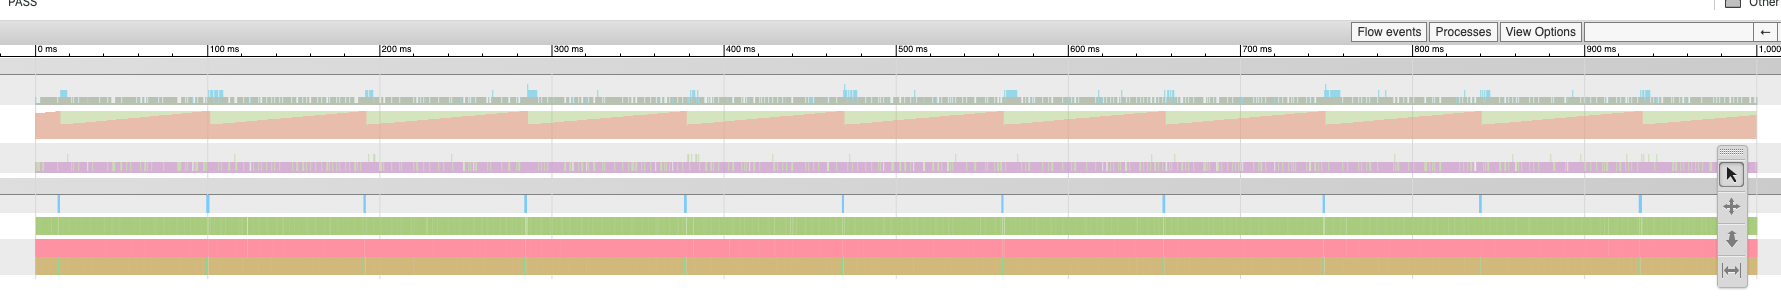 PASS
Other
Flow events Processes View Options ←
0 ms 100 ms 200 ms 300 ms 400 ms 500 ms 600 ms 700 ms 800 ms 900 ms 1,000